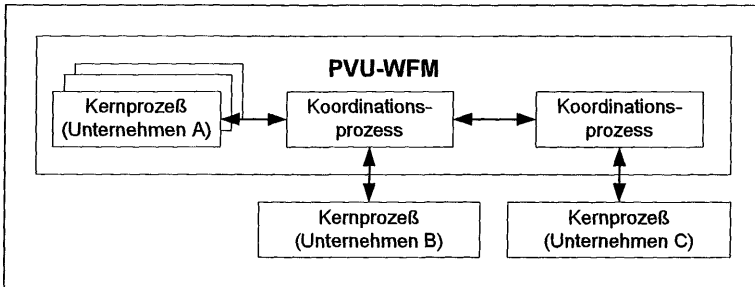 PVU-WFM
Kernprozeß
(Unternehmen A)
Koordinations-
prozess
Koordinations-
prozess
Kernprozeß
(Unternehmen B)
Kernprozeß
(Unternehmen C)